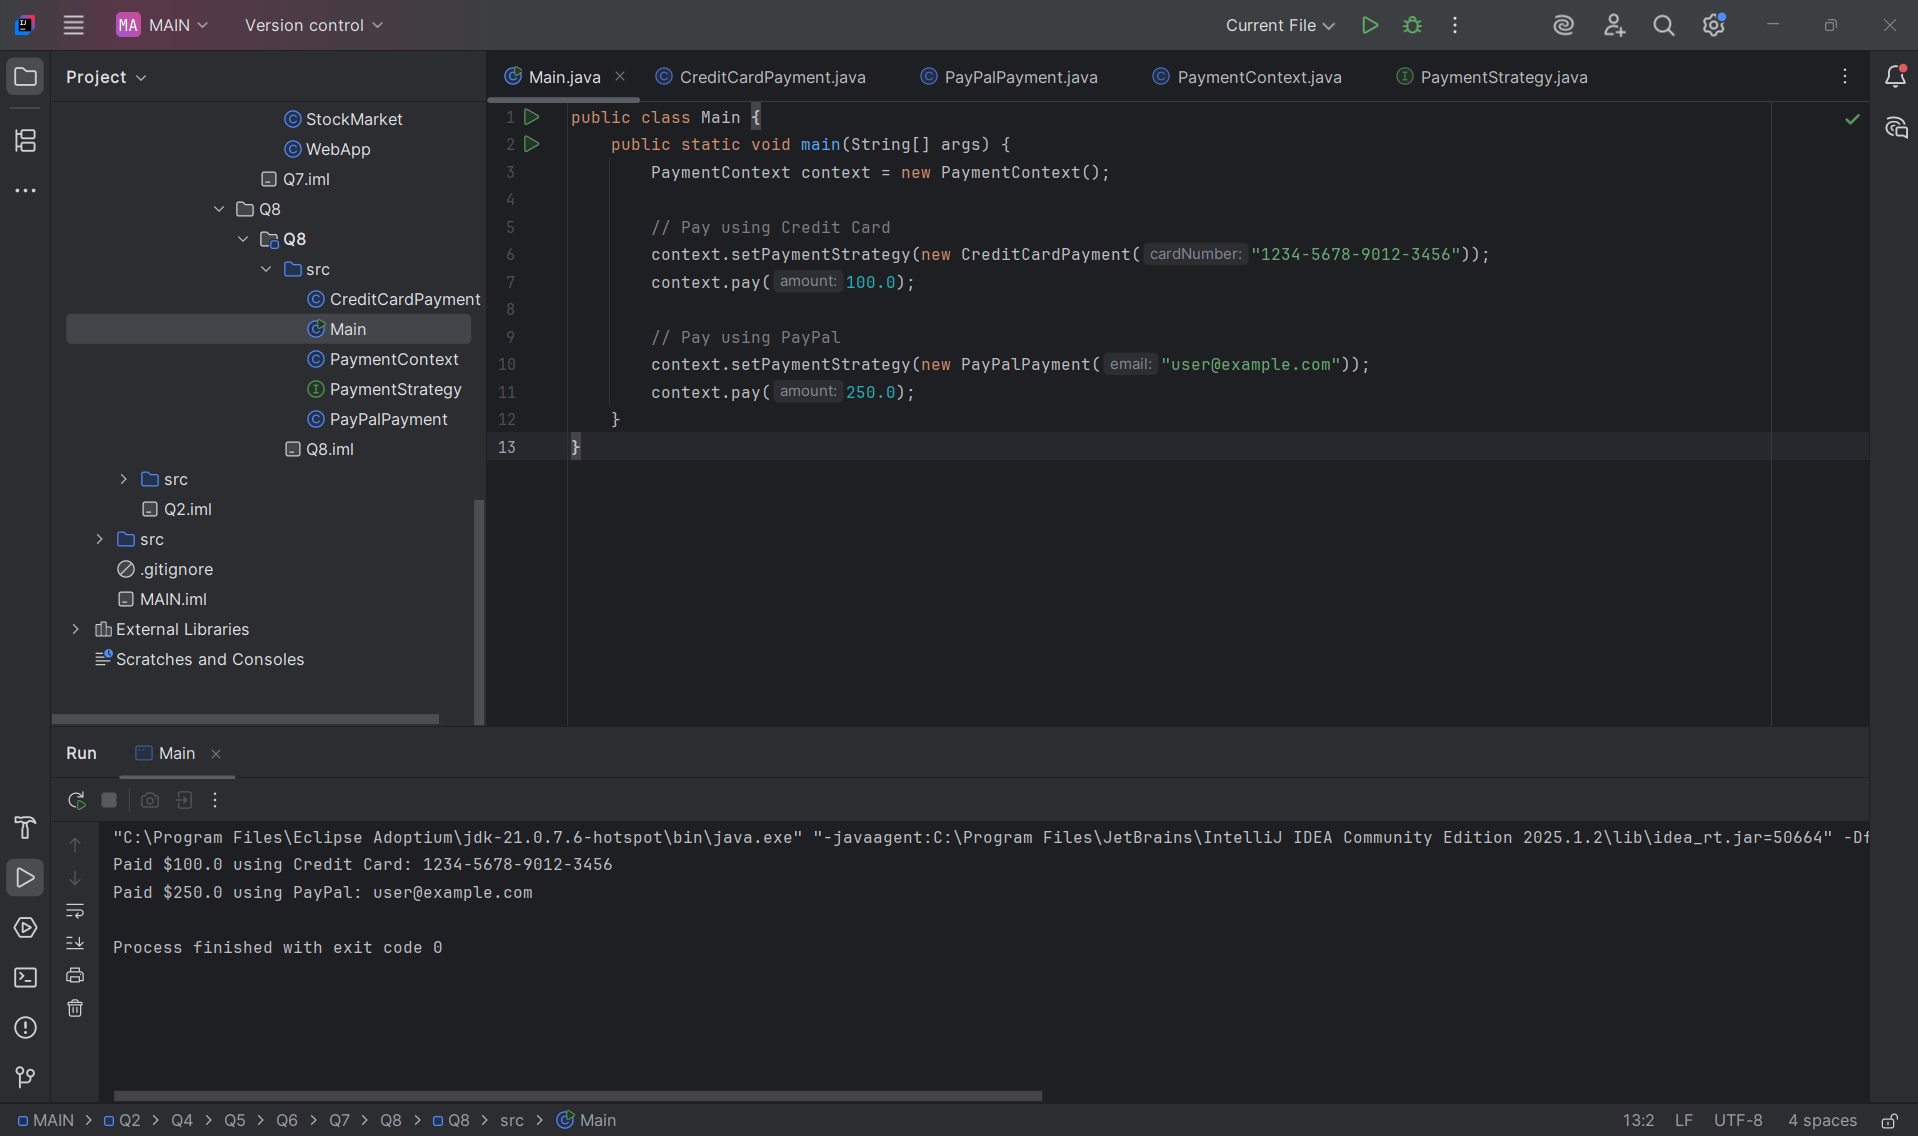 MA MAIN Version control Current File
Project
Main.java CreditCardPayment.java PayPalPayment.java PaymentContext.java PaymentStrategy.java
StockMarket
WebApp
Q7.iml
Q8
Q8
src
CreditCardPayment
Main
PaymentContext
PaymentStrategy
PayPalPayment
Q8.iml
src
Q2.iml
src
.gitignore
MAIN.iml
External Libraries
Scratches and Consoles
1 public class Main {
2 public static void main(String[] args) {
3 PaymentContext context = new PaymentContext();
4
5 // Pay using Credit Card
6 context.setPaymentStrategy(new CreditCardPayment( cardNumber: "1234-5678-9012-3456"));
7 context.pay( amount: 100.0);
8
9 // Pay using PayPal
10 context.setPaymentStrategy(new PayPalPayment( email: "user@example.com"));
11 context.pay( amount: 250.0);
12 }
13 }
Run Main
"C:\Program Files\Eclipse Adoptium\jdk-21.0.7.6-hotspot\bin\java.exe" "-javaagent:C:\Program Files\JetBrains\IntelliJ IDEA Community Edition 2025.1.2\lib\idea_rt.jar=50664" -Df
Paid $100.0 using Credit Card: 1234-5678-9012-3456
Paid $250.0 using PayPal: user@example.com
Process finished with exit code 0
MAIN > Q2 > Q4 > Q5 > Q6 > Q7 > Q8 > Q8 > src > Main 13:2 LF UTF-8 4 spaces